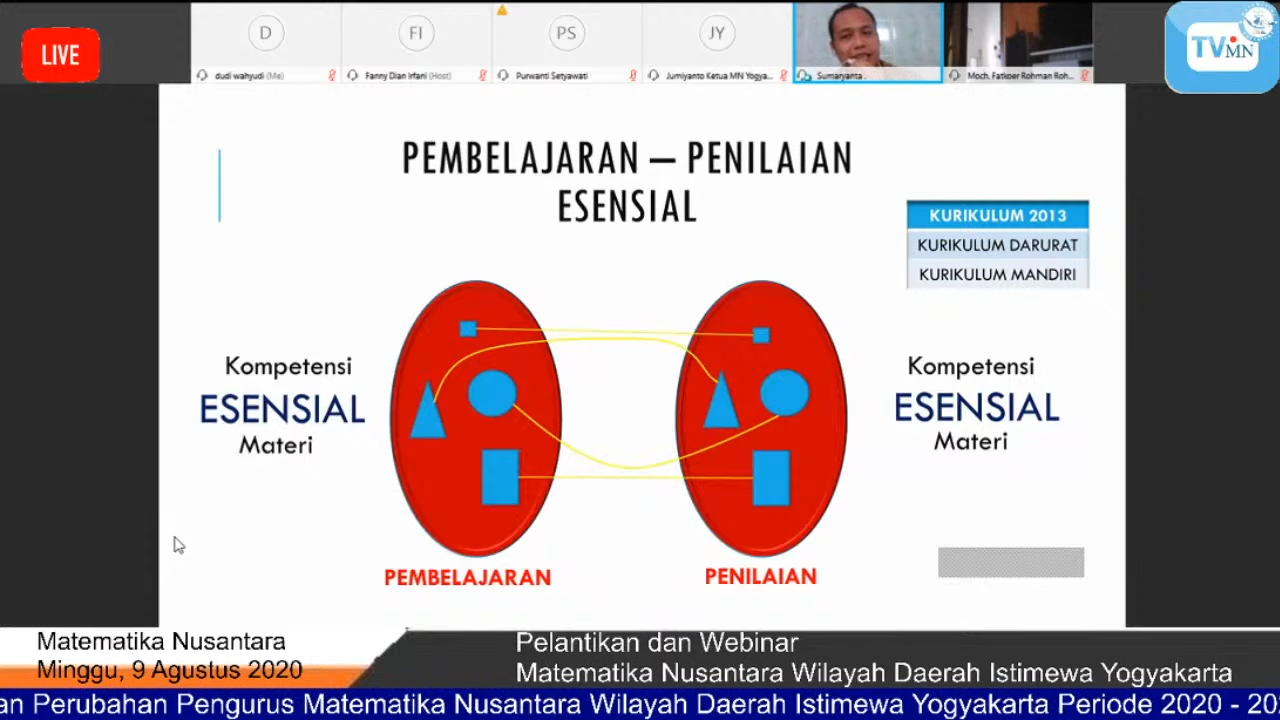 LIVE
D
FI
PS
JY
dudi wahyudi (Me)
Fanny Dian Irfani (Host)
Purwanti Setyawati
Jumiyanto Ketua MN Yogya...
Sumaryanta .
Moch. Fatkoer Rohman Roh...
TVMN
PEMBELAJARAN – PENILAIAN
ESENSIAL
KURIKULUM 2013
KURIKULUM DARURAT
KURIKULUM MANDIRI
Kompetensi
ESENSIAL
Materi
Kompetensi
ESENSIAL
Materi
PEMBELAJARAN
PENILAIAN
Matematika Nusantara
Minggu, 9 Agustus 2020
Pelantikan dan Webinar
Matematika Nusantara Wilayah Daerah Istimewa Yogyakarta
an Perubahan Pengurus Matematika Nusantara Wilayah Daerah Istimewa Yogyakarta Periode 2020 - 20